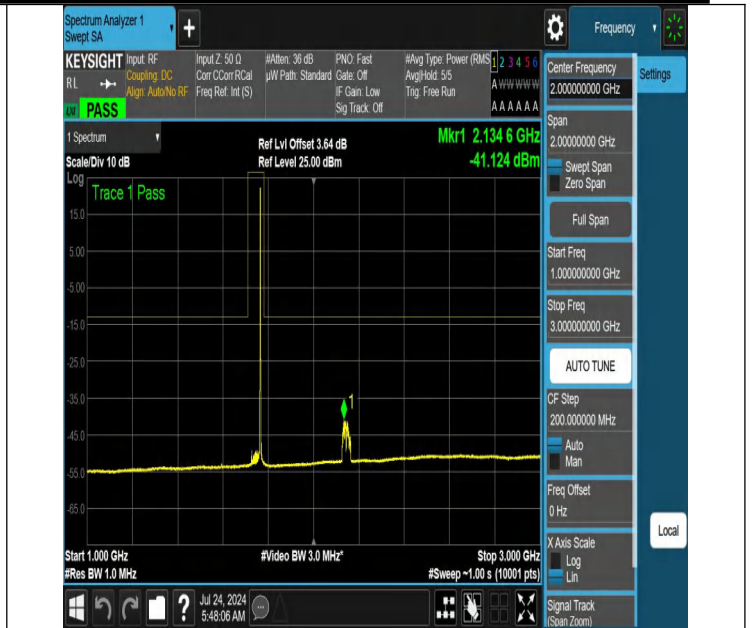 Spectrum Analyzer 1
Swept SA
+
Frequency
KEYSIGHT
RL
PASS
Input: RF
Coupling: DC
Align: Auto/No RF
Input Z: 50 Ω
Corr CCorr RCal
Freq Ref: Int (S)
#Atten: 36 dB
µW Path: Standard
PNO: Fast
Gate: Off
IF Gain: Low
Sig Track: Off
#Avg Type: Power (RMS
Avg|Hold: 5/5
Trig: Free Run
1 2 3 4 5 6
A W W W W W
A A A A A A
Center Frequency
2.000000000 GHz
Settings
Span
2.00000000 GHz
Swept Span
Zero Span
Full Span
Start Freq
1.000000000 GHz
Stop Freq
3.000000000 GHz
AUTO TUNE
CF Step
200.000000 MHz
Auto
Man
Freq Offset
0 Hz
X Axis Scale
Log
Lin
Local
Signal Track
(Span Zoom)
1 Spectrum
Scale/Div 10 dB
Ref Lvl Offset 3.64 dB
Ref Level 25.00 dBm
Mkr1 2.134 6 GHz
-41.124 dBm
Log
Trace 1 Pass
15.0
5.00
-5.00
-15.0
-25.0
-35.0
1
-45.0
-55.0
-65.0
Start 1.000 GHz
#Video BW 3.0 MHz*
Stop 3.000 GHz
#Res BW 1.0 MHz
#Sweep ~1.00 s (10001 pts)
?
Jul 24, 2024
5:48:06 AM